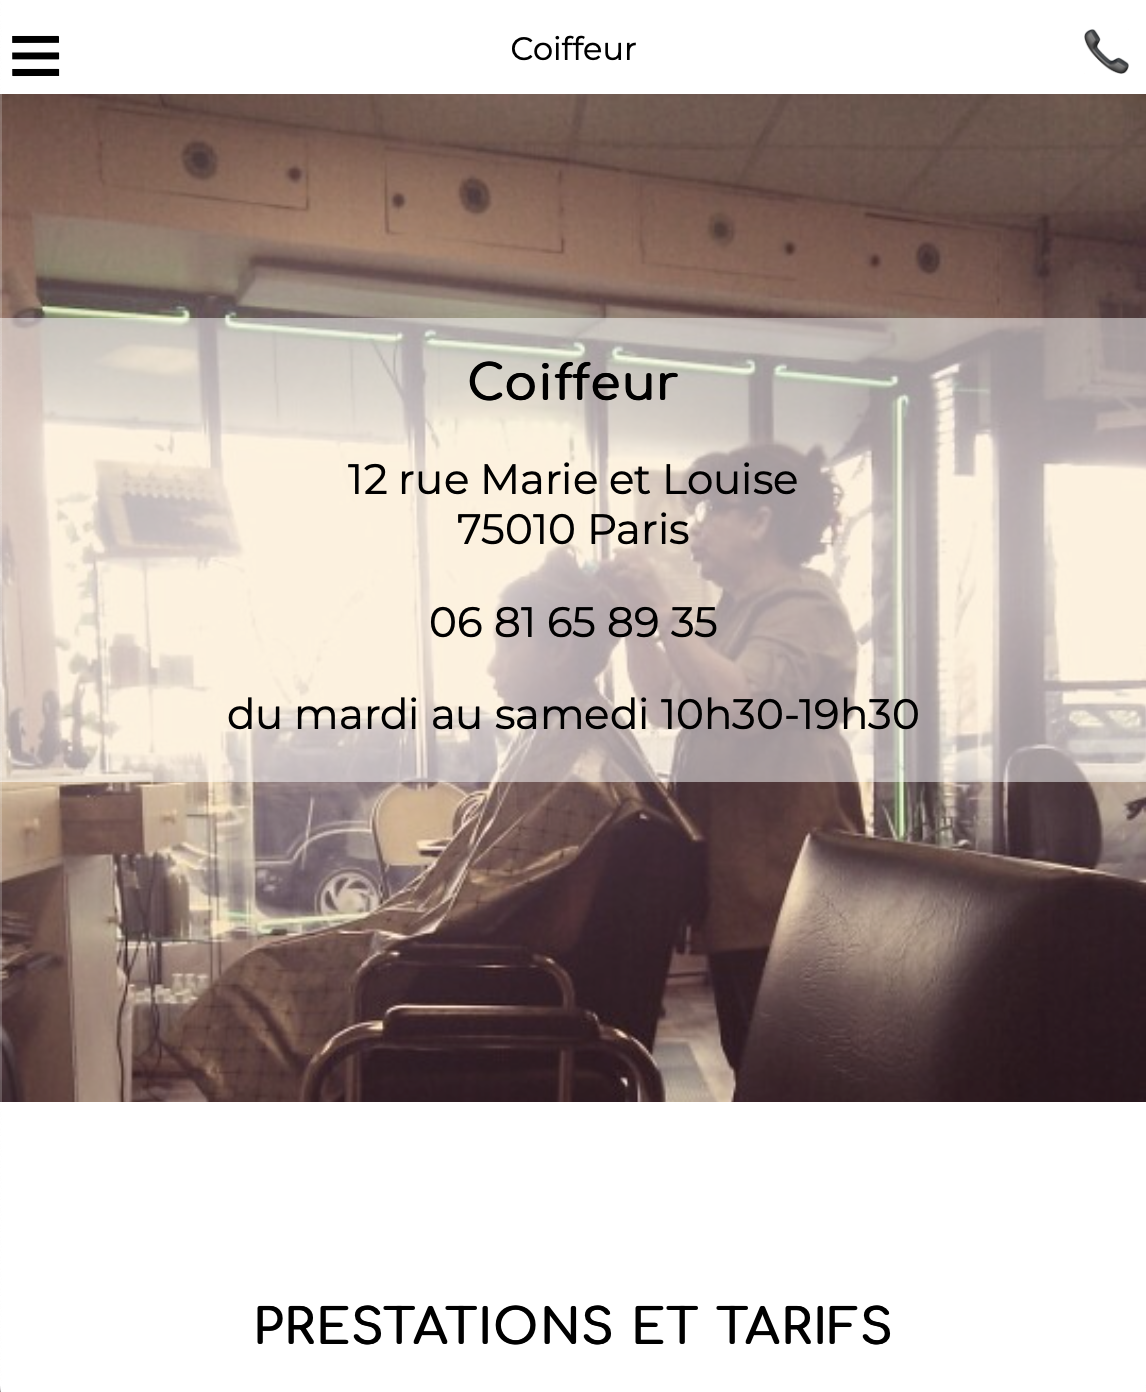 Coiffeur
Coiffeur
12 rue Marie et Louise
75010 Paris
06 81 65 89 35
du mardi au samedi 10h30-19h30
PRESTATIONS ET TARIFS